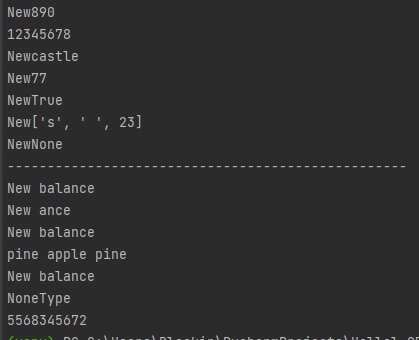 New890
12345678
Newcastle
New77
NewTrue
New['s', ' ', 23]
NewNone
--------------------------------------------------
New balance
New ance
New balance
pine apple pine
New balance
NoneType
5568345672